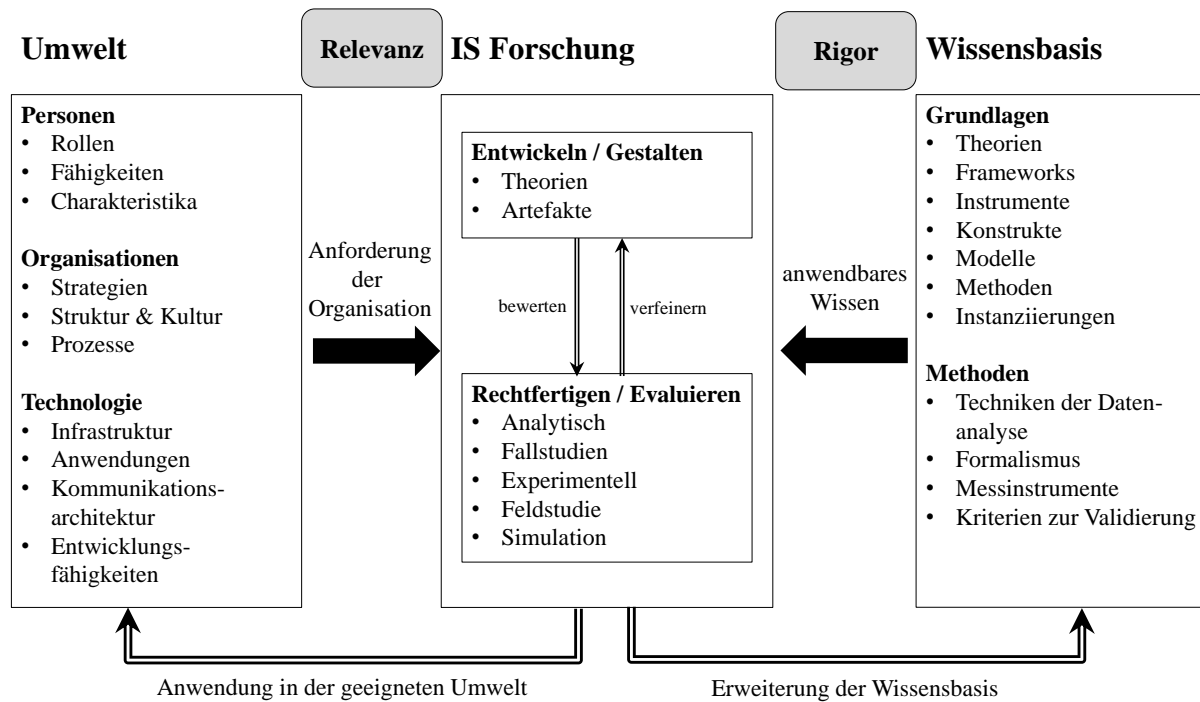 Umwelt
Relevanz
IS Forschung
Rigor
Wissensbasis
Personen
• Rollen
• Fähigkeiten
• Charakteristika
Organisationen
• Strategien
• Struktur & Kultur
• Prozesse
Technologie
• Infrastruktur
• Anwendungen
• Kommunikations-
architektur
• Entwicklungs-
fähigkeiten
Anforderung
der
Organisation
Entwickeln / Gestalten
• Theorien
• Artefakte
bewerten
verfeinern
Rechtfertigen / Evaluieren
• Analytisch
• Fallstudien
• Experimentell
• Feldstudie
• Simulation
anwendbares
Wissen
Grundlagen
• Theorien
• Frameworks
• Instrumente
• Konstrukte
• Modelle
• Methoden
• Instanziierungen
Methoden
• Techniken der Daten-
analyse
• Formalismus
• Messinstrumente
• Kriterien zur Validierung
Anwendung in der geeigneten Umwelt
Erweiterung der Wissensbasis